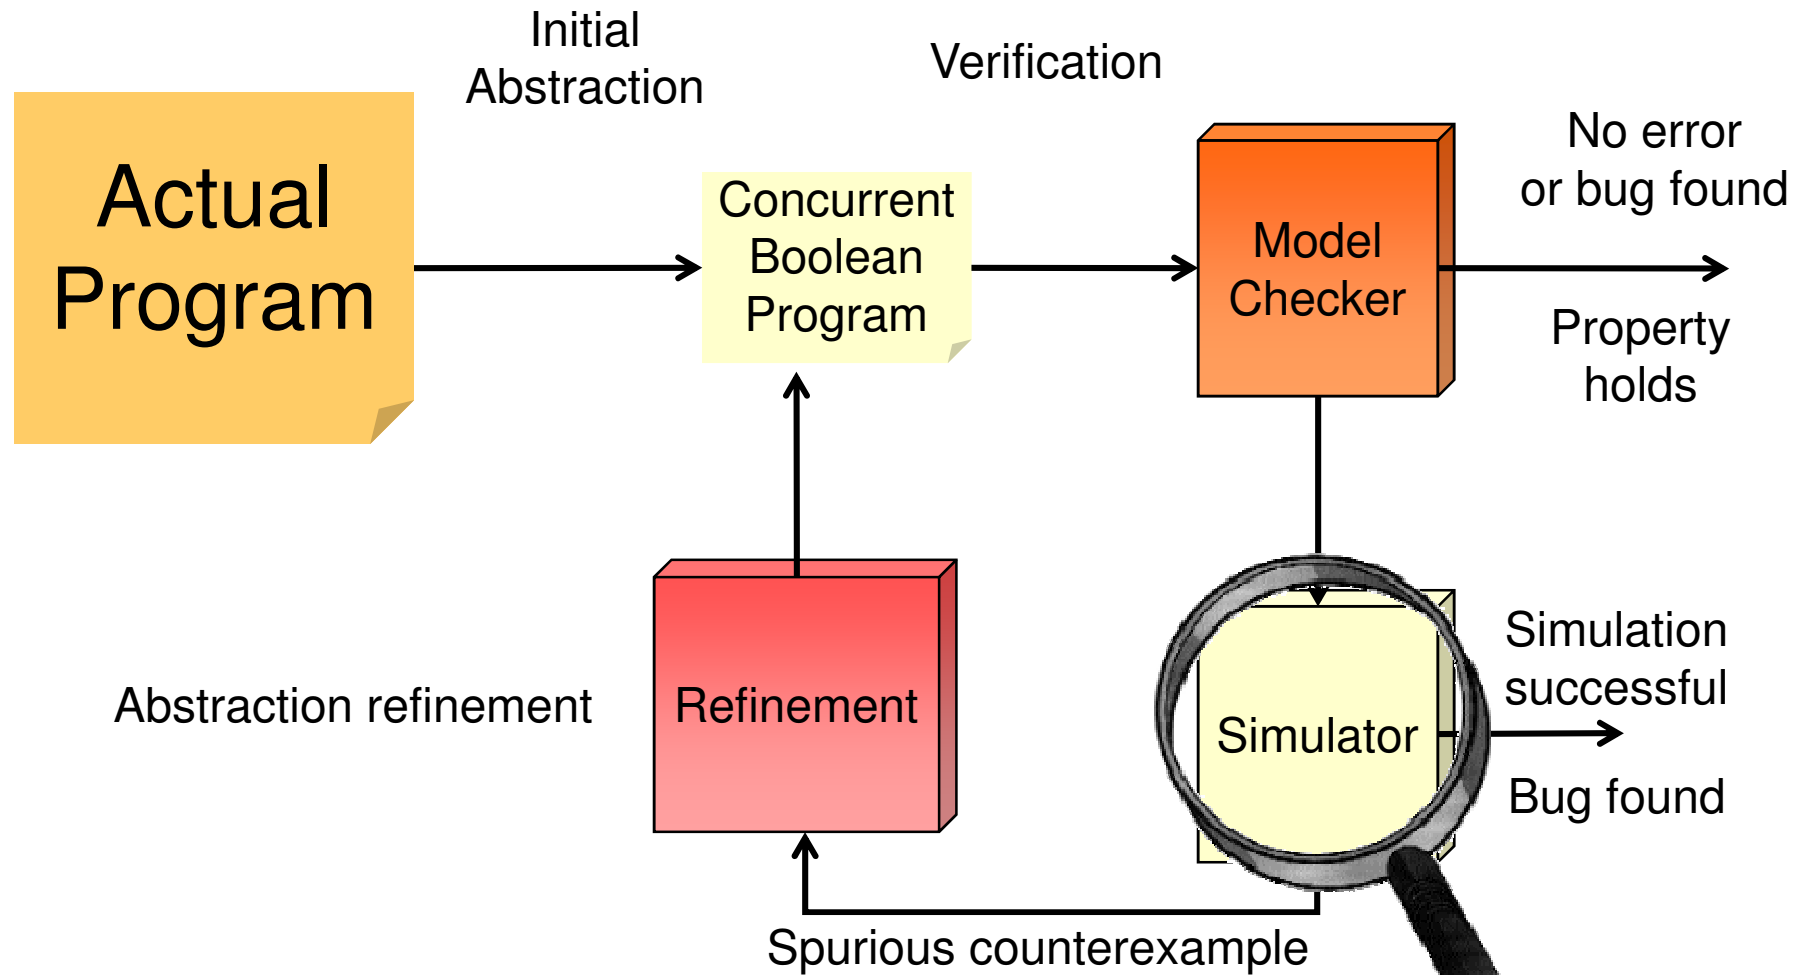 Initial
Abstraction
Verification
Actual
Program
Concurrent
Boolean
Program
Model
Checker
No error
or bug found
Property
holds
Abstraction refinement
Refinement
Simulator
Simulation
successful
Bug found
Spurious counterexample